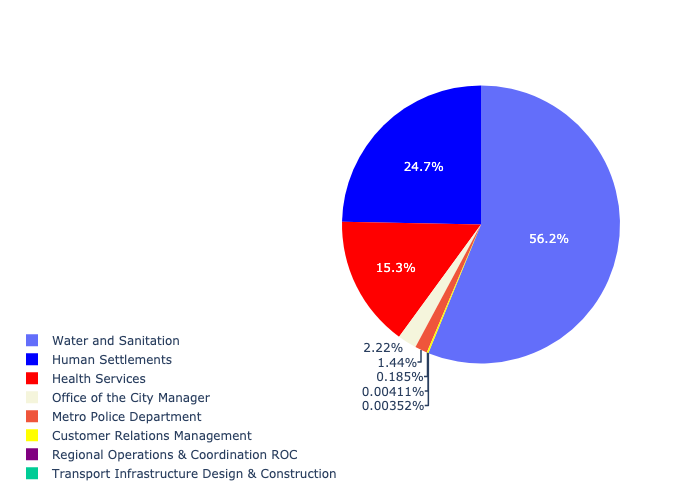 24.7%
56.2%
15.3%
2.22%
1.44%
0.185%
0.00411%
0.00352%
Water and Sanitation
Human Settlements
Health Services
Office of the City Manager
Metro Police Department
Customer Relations Management
Regional Operations & Coordination ROC
Transport Infrastructure Design & Construction